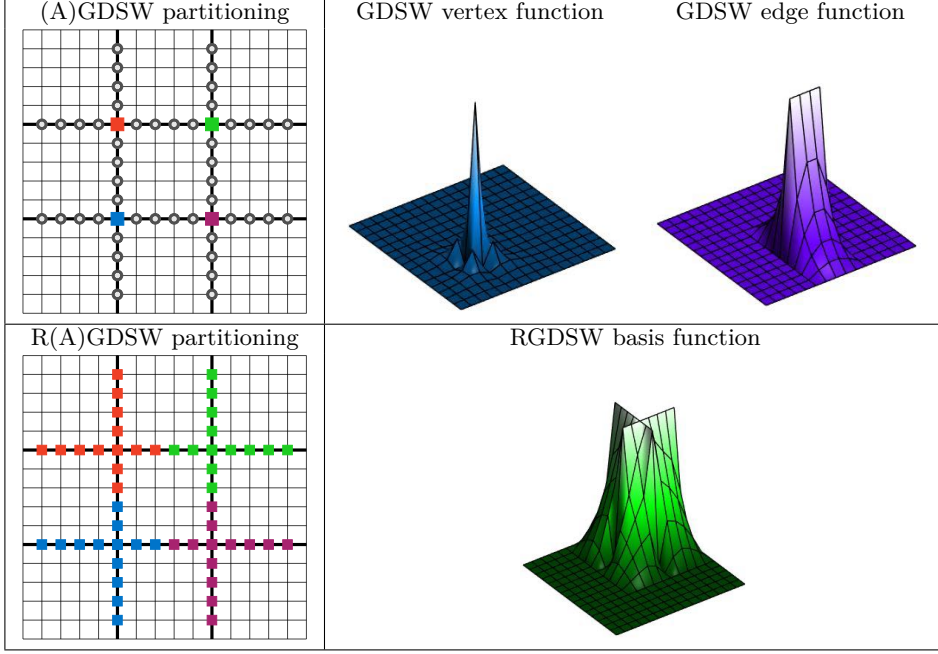 (A)GDSW partitioning
GDSW vertex function
GDSW edge function
R(A)GDSW partitioning
RGDSW basis function